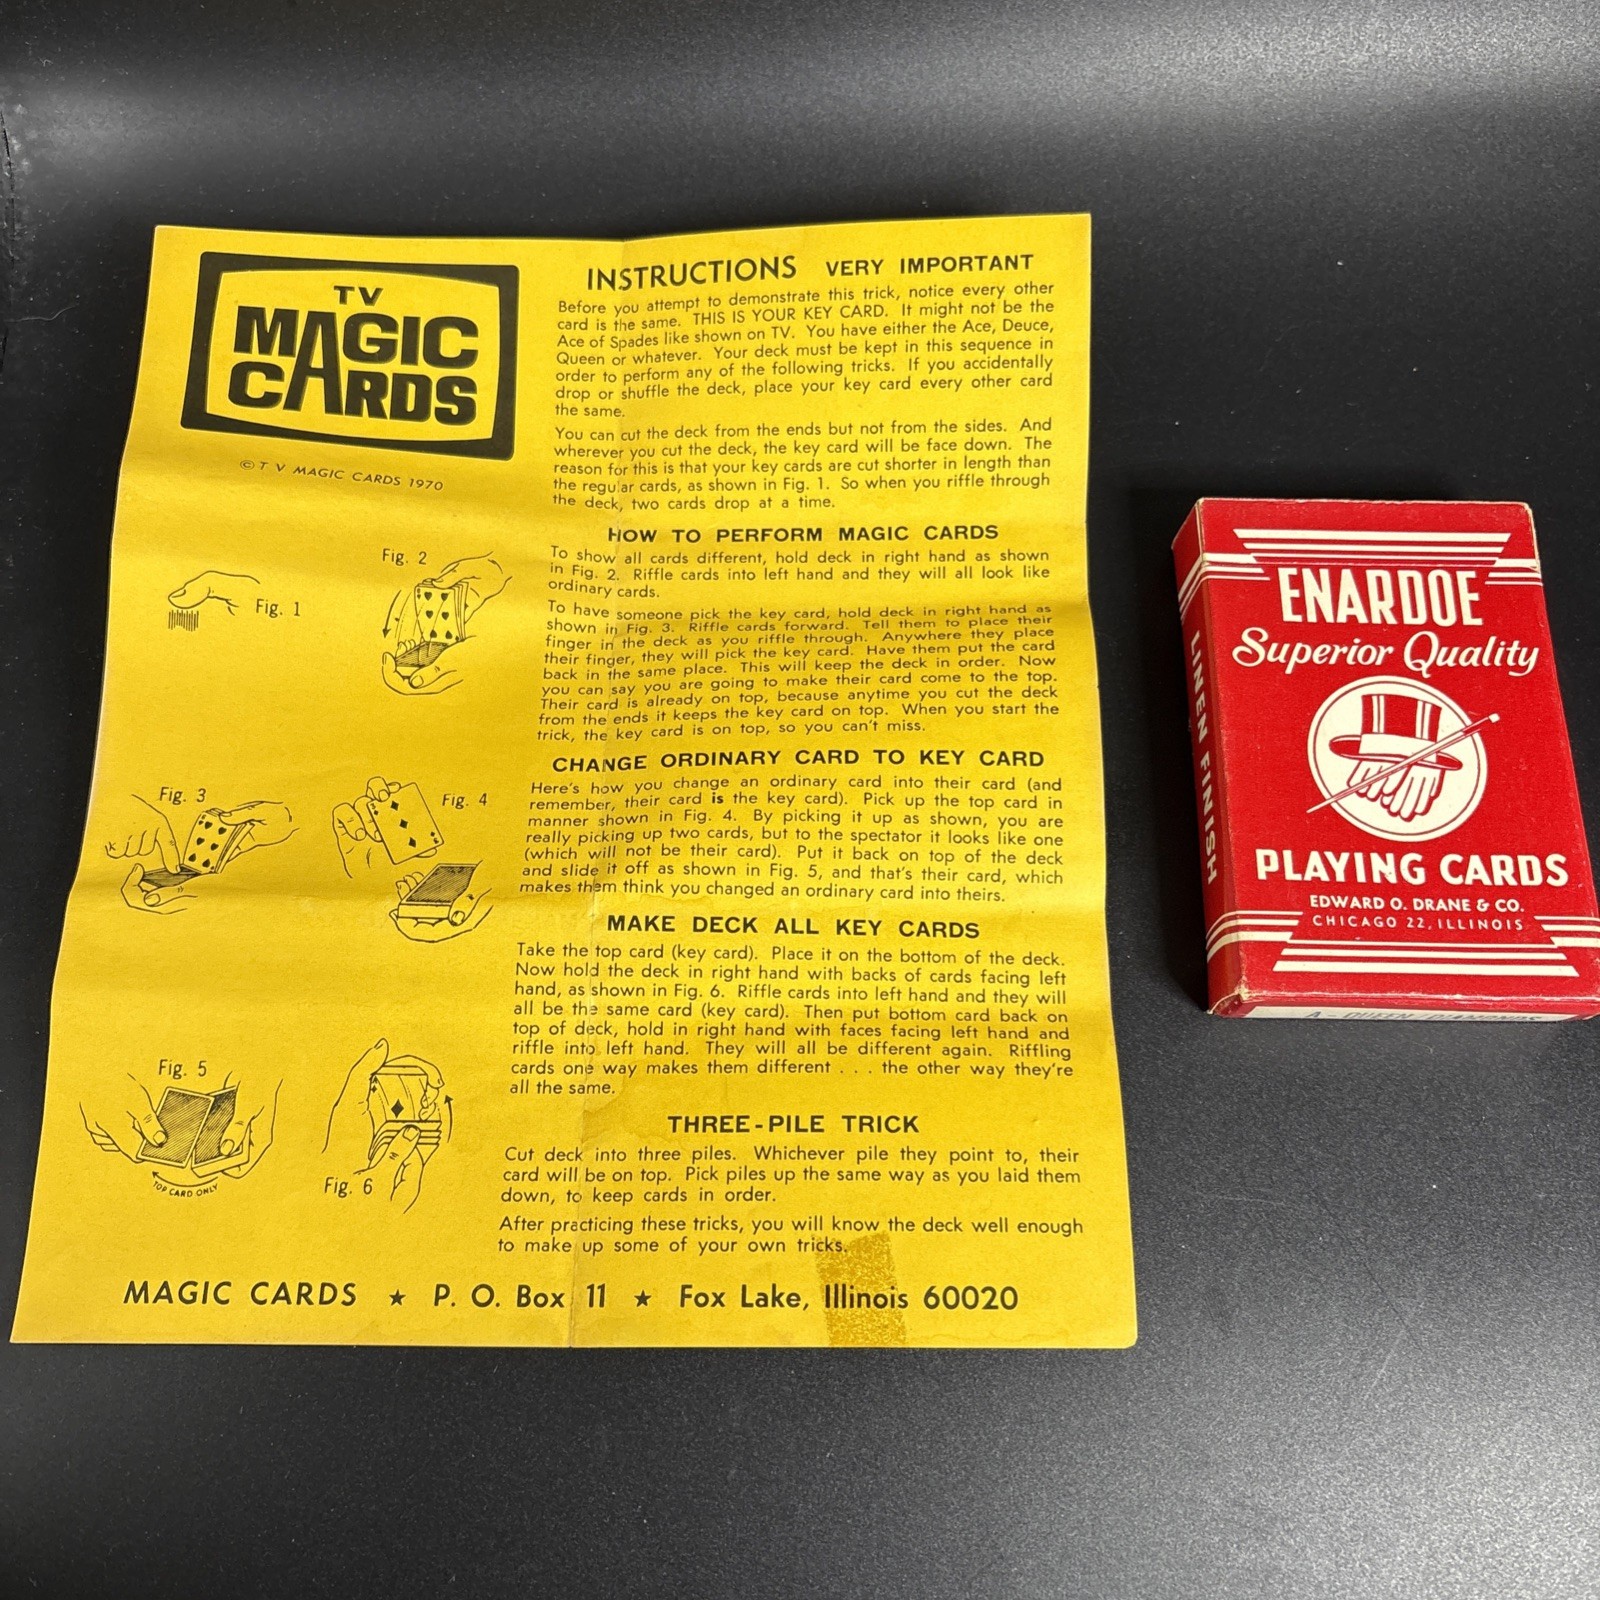 TV
MAGIC
CARDS
© T V MAGIC CARDS 1970
INSTRUCTIONS VERY IMPORTANT
Before you attempt to demonstrate this trick, notice every other
card is the same. THIS IS YOUR KEY CARD. It might not be the
Ace of Spades like shown on TV. You have either the Ace, Deuce,
Queen or whatever. Your deck must be kept in this sequence in
order to perform any of the following tricks. If you accidentally
drop or shuffle the deck, place your key card every other card
the same.
You can cut the deck from the ends but not from the sides. And
wherever you cut the deck, the key card will be face down. The
reason for this is that your key cards are cut shorter in length than
the regular cards, as shown in Fig. 1. So when you riffle through
the deck, two cards drop at a time.
HOW TO PERFORM MAGIC CARDS
To show all cards different, hold deck in right hand as shown
in Fig. 2. Riffle cards into left hand and they will all look like
ordinary cards.
To have someone pick the key card, hold deck in right hand as
shown in Fig. 3. Riffle cards forward. Tell them to place their
finger in the deck as you riffle through. Anywhere they place
their finger, they will pick the key card. Have them put the card
back in the same place. This will keep the deck in order. Now
you can say you are going to make their card come to the top.
Their card is already on top, because anytime you cut the deck
from the ends it keeps the key card on top. When you start the
trick, the key card is on top, so you can't miss.
CHANGE ORDINARY CARD TO KEY CARD
Here's how you change an ordinary card into their card (and
remember, their card is the key card). Pick up the top card in
manner shown in Fig. 4. By picking it up as shown, you are
really picking up two cards, but to the spectator it looks like one
(which will not be their card). Put it back on top of the deck
and slide it off as shown in Fig. 5, and that's their card, which
makes them think you changed an ordinary card into theirs.
MAKE DECK ALL KEY CARDS
Take the top card (key card). Place it on the bottom of the deck.
Now hold the deck in right hand with backs of cards facing left
hand, as shown in Fig. 6. Riffle cards into left hand and they will
all be the same card (key card). Then put bottom card back on
top of deck, hold in right hand with faces facing left hand and
riffle into left hand. They will all be different again. Riffling
cards one way makes them different . . . the other way they're
all the same.
THREE-PILE TRICK
Cut deck into three piles. Whichever pile they point to, their
card will be on top. Pick piles up the same way as you laid them
down, to keep cards in order.
After practicing these tricks, you will know the deck well enough
to make up some of your own tricks.
Fig. 1
Fig. 2
Fig. 3
Fig. 4
Fig. 5
TOP CARD ONLY
Fig. 6
MAGIC CARDS ★ P. O. Box 11 ★ Fox Lake, Illinois 60020
ENARDOE
Superior Quality
PLAYING CARDS
EDWARD O. DRANE & CO.
CHICAGO 22, ILLINOIS
LINEN FINISH
A - QUEEN DIAMONDS